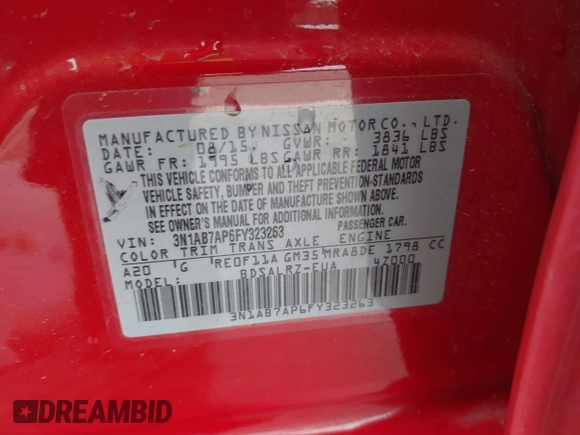 MANUFACTURED BY NISSAN MOTOR CO., LTD.
DATE: 08/15 GVWR: 3836 LBS
GAWR FR: 1995 LBS GAWR RR: 1841 LBS
THIS VEHICLE CONFORMS TO ALL APPLICABLE FEDERAL MOTOR
VEHICLE SAFETY, BUMPER AND THEFT PREVENTION STANDARDS
IN EFFECT ON THE DATE OF MANUFACTURE SHOWN ABOVE.
SEE OWNER'S MANUAL FOR ADDITIONAL INFORMATION.
VIN: 3N1AB7AP6FY323263 PASSENGER CAR.
COLOR TRIM TRANS AXLE ENGINE
A20 G RE0F11A GM35 MRA8DE 1798 CC
MODEL: BDSALRZ-EUA 47000
3N1AB7AP6FY323263
DREAMBID